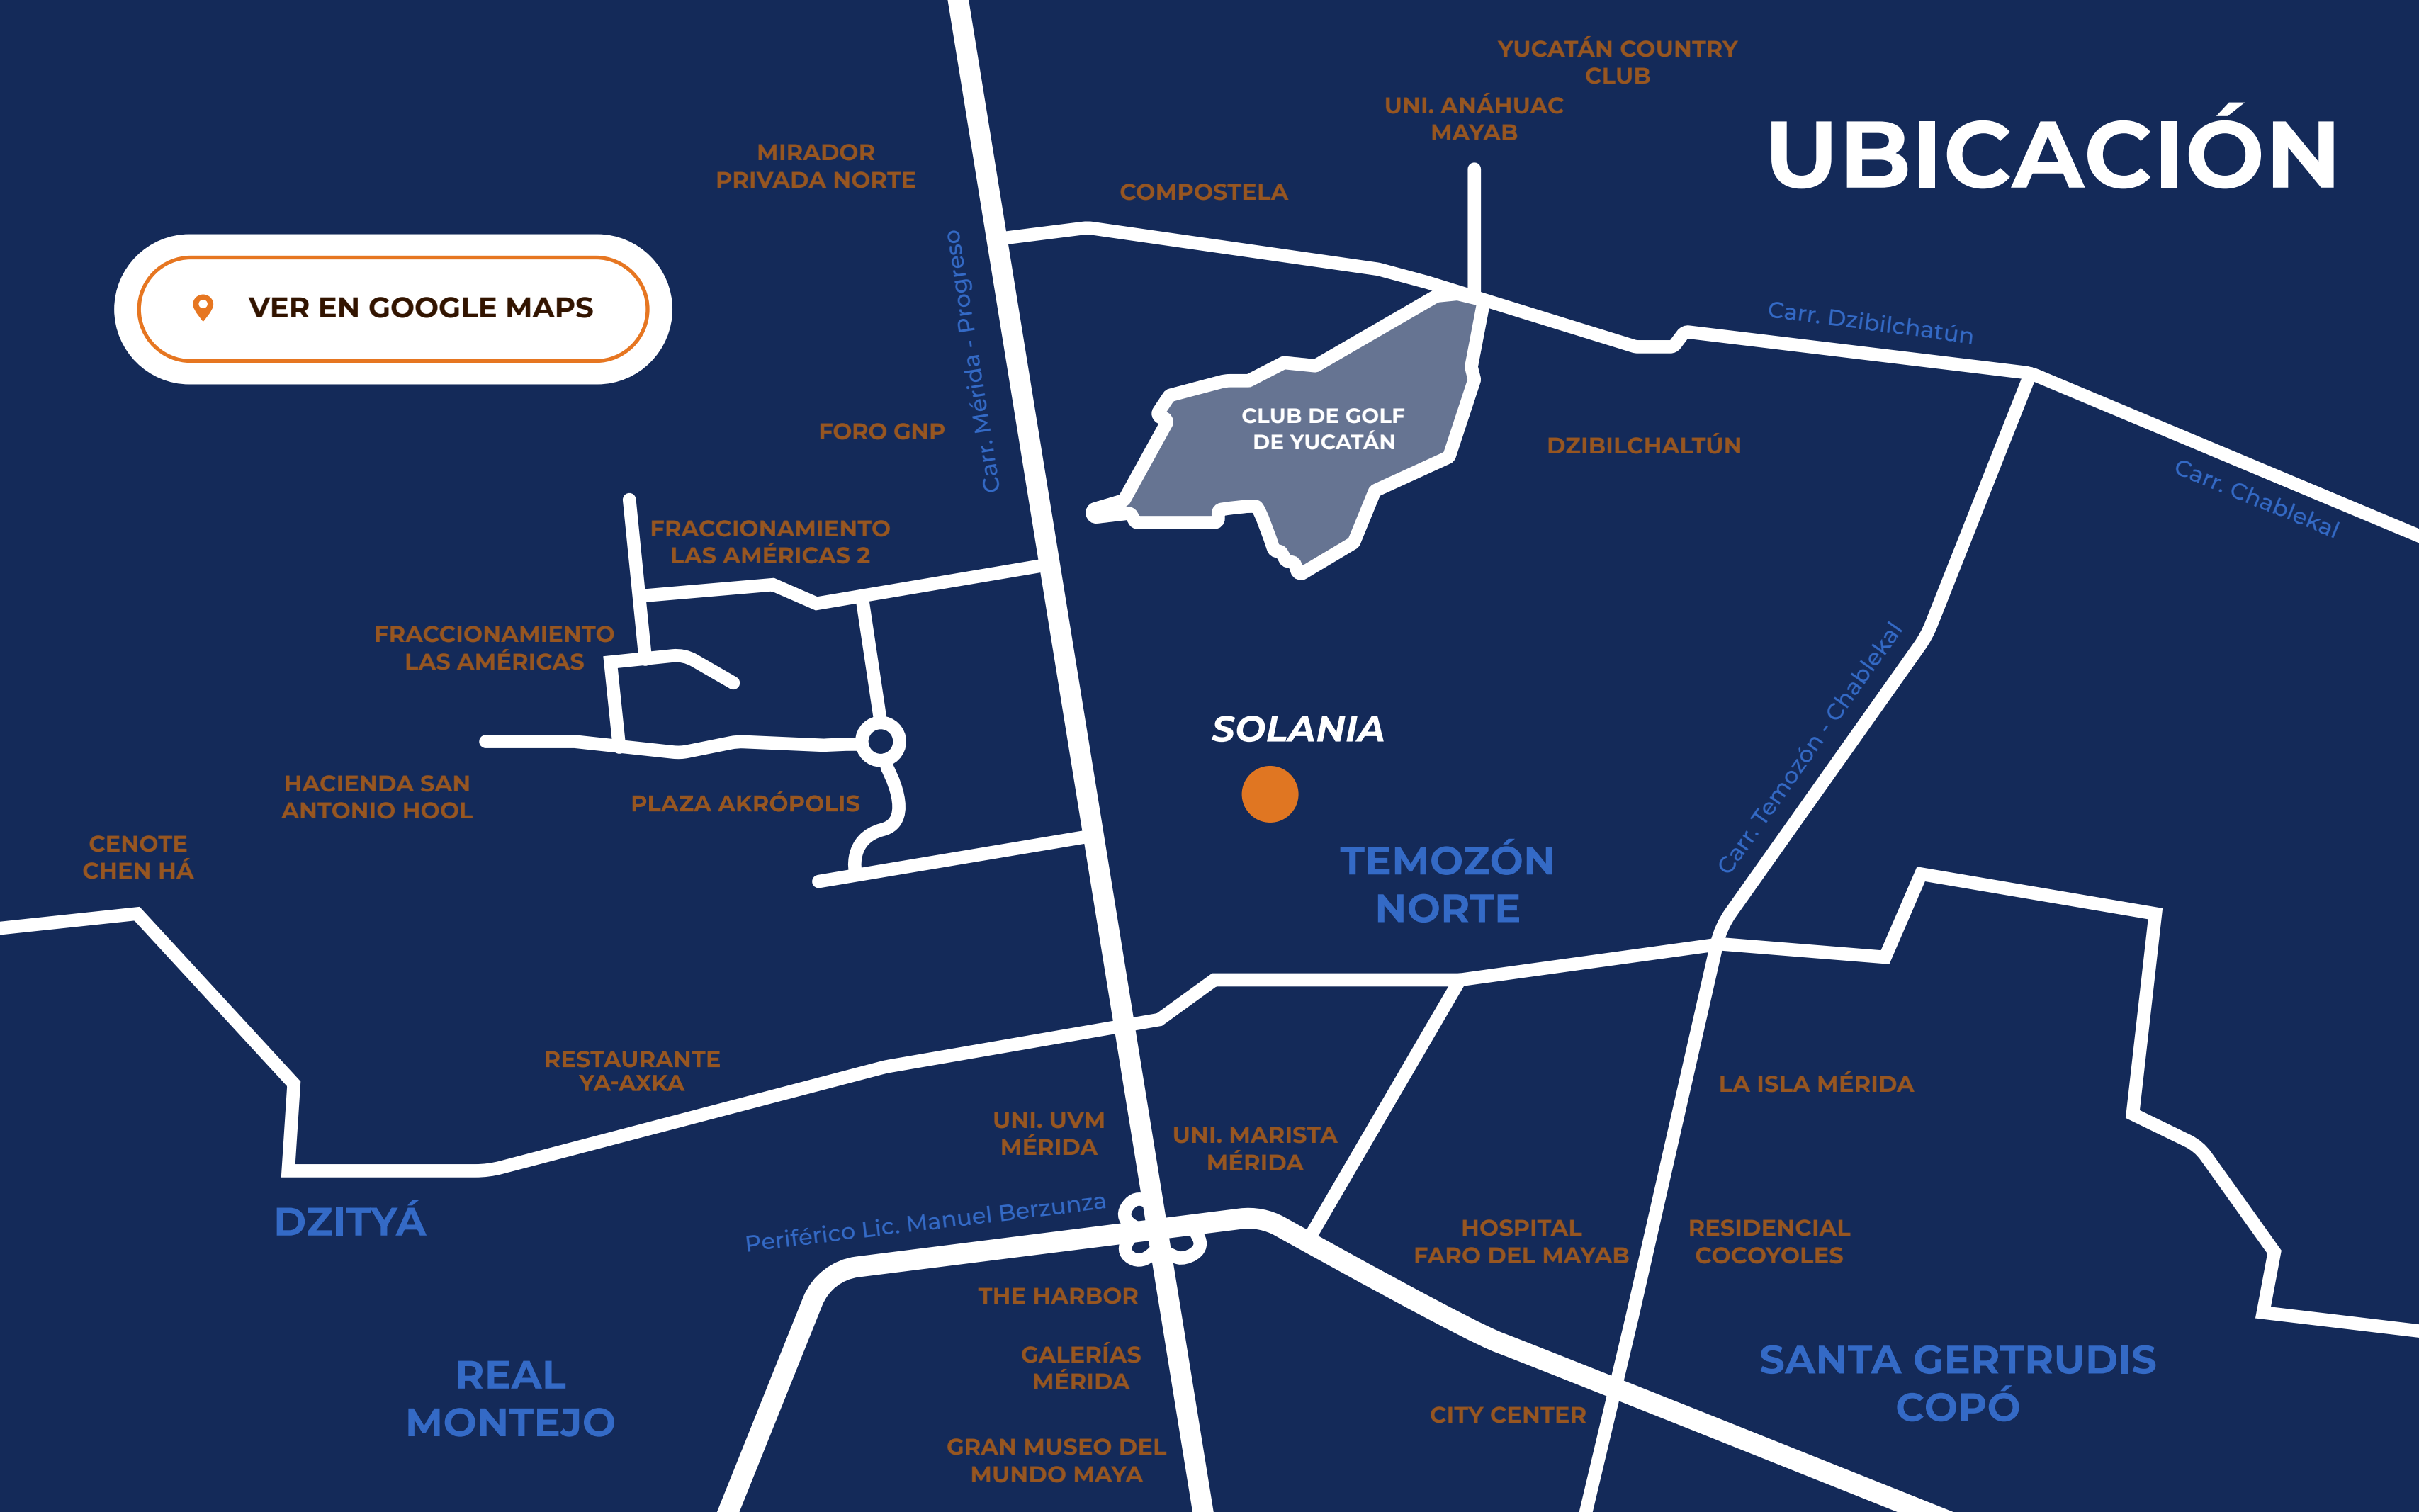 YUCATÁN COUNTRY
CLUB
UNI. ANÁHUAC
MAYAB
UBICACIÓN
MIRADOR
PRIVADA NORTE
COMPOSTELA
VER EN GOOGLE MAPS
Carr. Mérida - Progreso
Carr. Dzibilchatún
CLUB DE GOLF
DE YUCATÁN
FORO GNP
DZIBILCHALTÚN
Carr. Chablekal
FRACCIONAMIENTO
LAS AMÉRICAS 2
FRACCIONAMIENTO
LAS AMÉRICAS
Carr. Temozón - Chablekal
SOLANIA
HACIENDA SAN
ANTONIO HOOL
PLAZA AKRÓPOLIS
CENOTE
CHEN HÁ
TEMOZÓN
NORTE
RESTAURANTE
YA-AXKA
LA ISLA MÉRIDA
UNI. UVM
MÉRIDA
UNI. MARISTA
MÉRIDA
DZITYÁ
Periférico Lic. Manuel Berzunza
HOSPITAL
FARO DEL MAYAB
RESIDENCIAL
COCOYOLES
THE HARBOR
GALERÍAS
MÉRIDA
REAL
MONTEJO
SANTA GERTRUDIS
COPÓ
CITY CENTER
GRAN MUSEO DEL
MUNDO MAYA